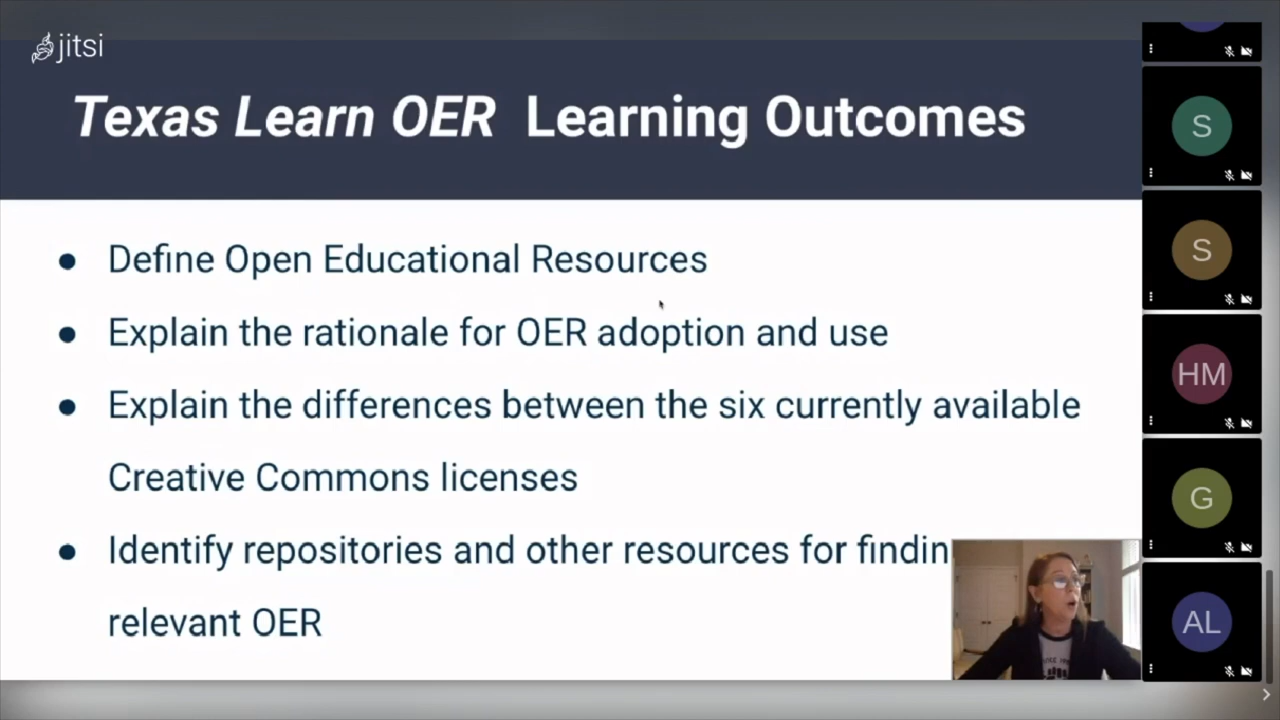 jitsi
Texas Learn OER Learning Outcomes
● Define Open Educational Resources
● Explain the rationale for OER adoption and use
● Explain the differences between the six currently available
Creative Commons licenses
● Identify repositories and other resources for findin
relevant OER
S
S
HM
G
AL